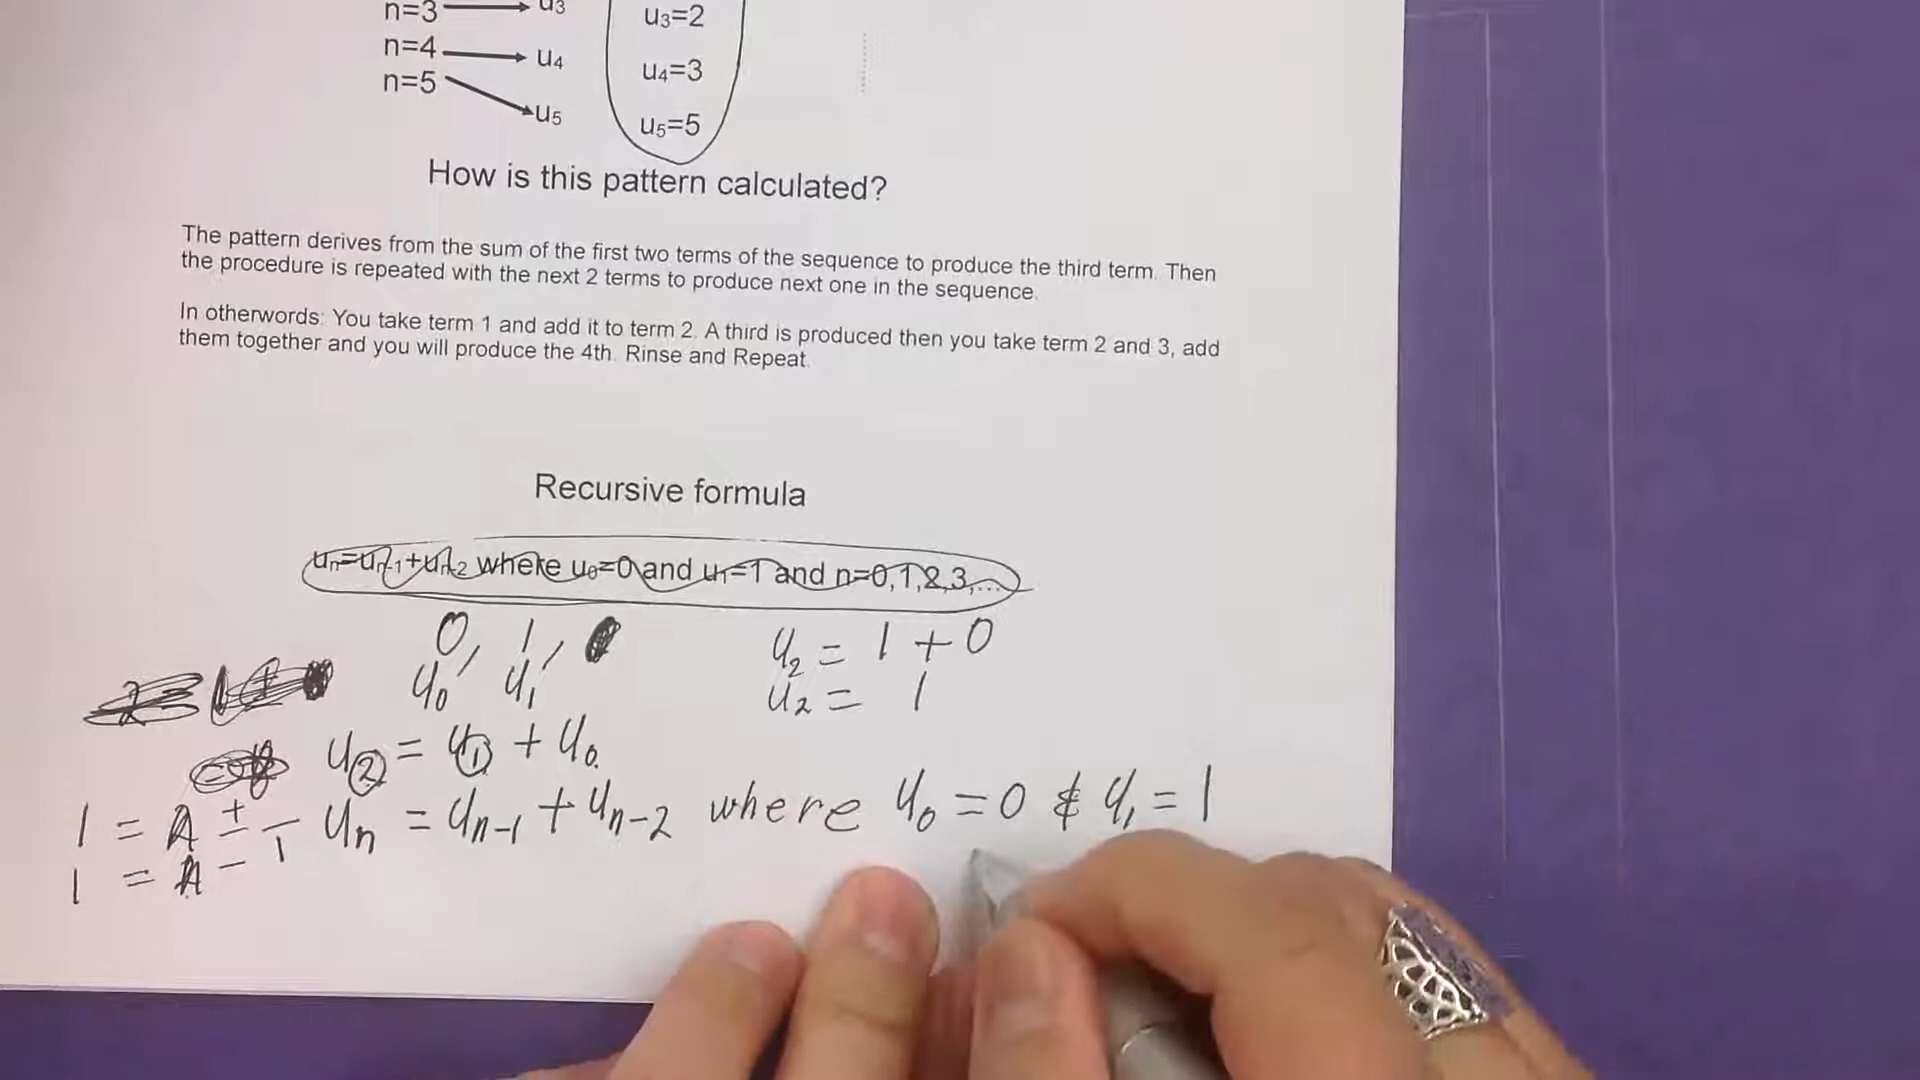 n=3 u3 u3=2
n=4 u4 u4=3
n=5 u5 u5=5
How is this pattern calculated?
The pattern derives from the sum of the first two terms of the sequence to produce the third term. Then
the procedure is repeated with the next 2 terms to produce next one in the sequence.
In otherwords: You take term 1 and add it to term 2. A third is produced then you take term 2 and 3, add
them together and you will produce the 4th. Rinse and Repeat.
Recursive formula
un=un-1+un-2 where u0=0 and u1=1 and n=0,1,2,3,...
0, 1, u2 = 1 + 0
u0, u1 u2 = 1
u2 = u1 + u0
1 = A + un = un-1 + un-2 where u0 = 0 & u1 = 1
1 = A - 1